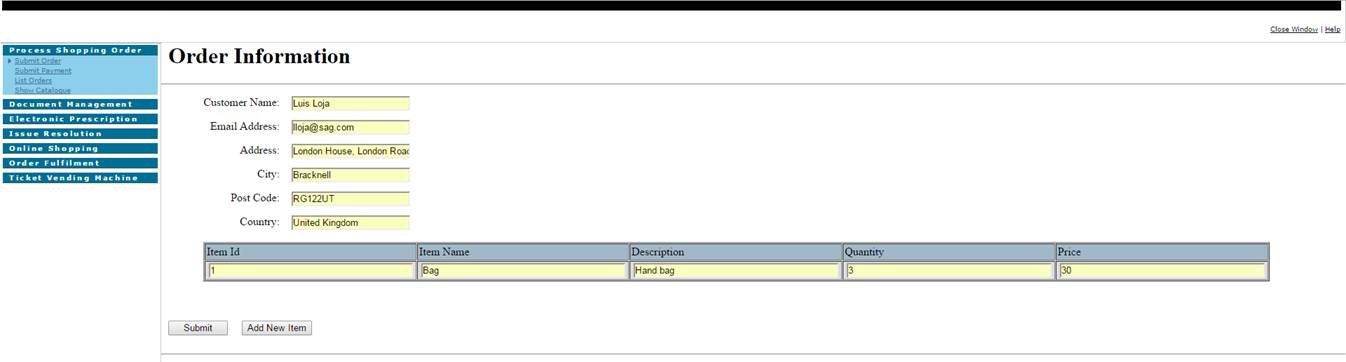 Close Window | Help
Process Shopping Order
Submit Order
Submit Payment
List Orders
Show Catalogue
Document Management
Electronic Prescription
Issue Resolution
Online Shopping
Order Fulfilment
Ticket Vending Machine
Order Information
Customer Name: Luis Loja
Email Address: lloja@sag.com
Address: London House, London Road
City: Bracknell
Post Code: RG122UT
Country: United Kingdom
Item Id Item Name Description Quantity Price
1 Bag Hand bag 3 30
Submit Add New Item